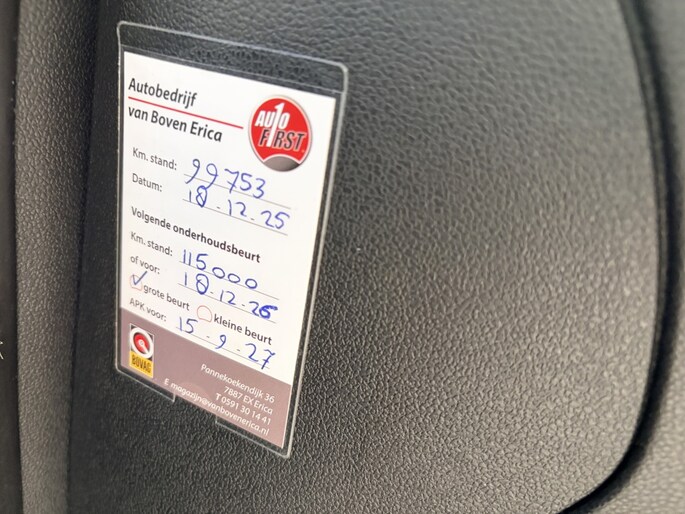 Autobedrijf
van Boven Erica
AUTO
FIRST
Km. stand: 99753
Datum: 18.12.25
Volgende onderhoudsbeurt
Km. stand: 115000
of voor: 18.12.26
grote beurt kleine beurt
APK voor: 15-9-27
BOVAG
Pannekoekendijk 36
7887 EX Erica
T 0591 30 14 41
E magazijn@vanbovenerica.nl